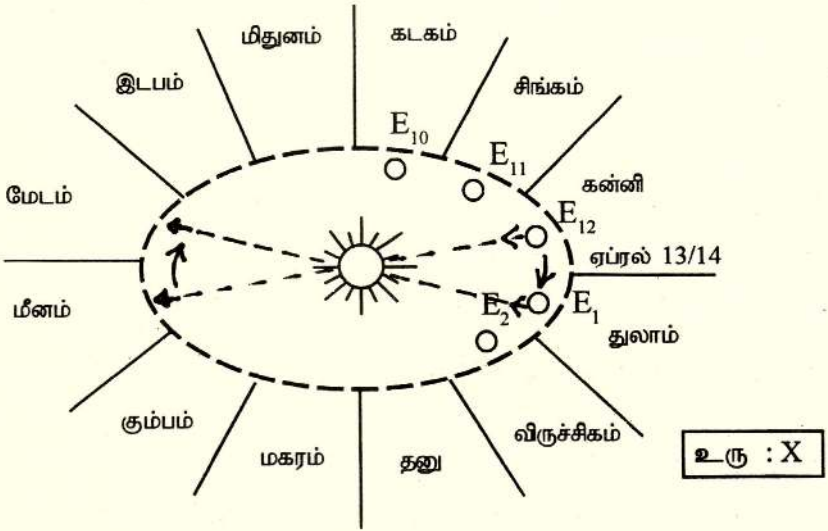 மிதுனம்
கடகம்
இடபம்
சிங்கம்
E10
E11
மேடம்
கன்னி
E12
ஏப்ரல் 13/14
மீனம்
E2
E1
துலாம்
கும்பம்
விருச்சிகம்
மகரம்
தனு
உரு : X